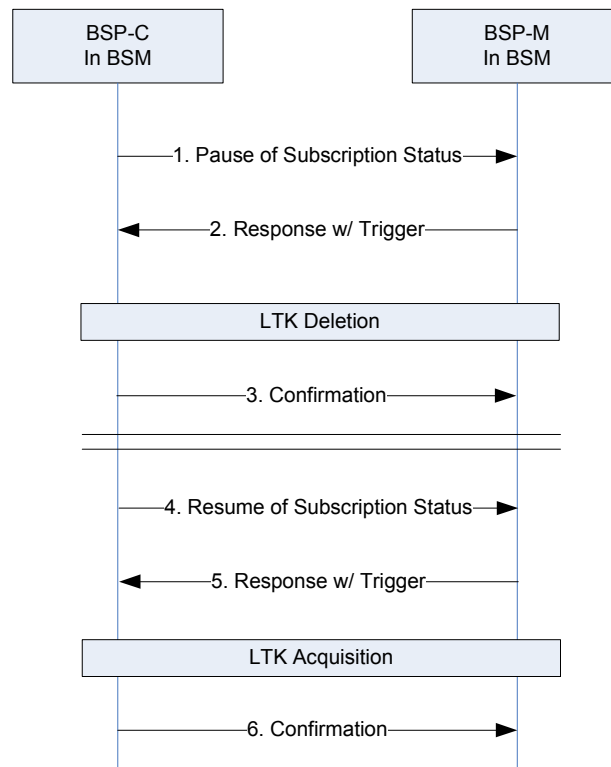 BSP-C
In BSM
BSP-M
In BSM
1. Pause of Subscription Status
2. Response w/ Trigger
LTK Deletion
3. Confirmation
4. Resume of Subscription Status
5. Response w/ Trigger
LTK Acquisition
6. Confirmation